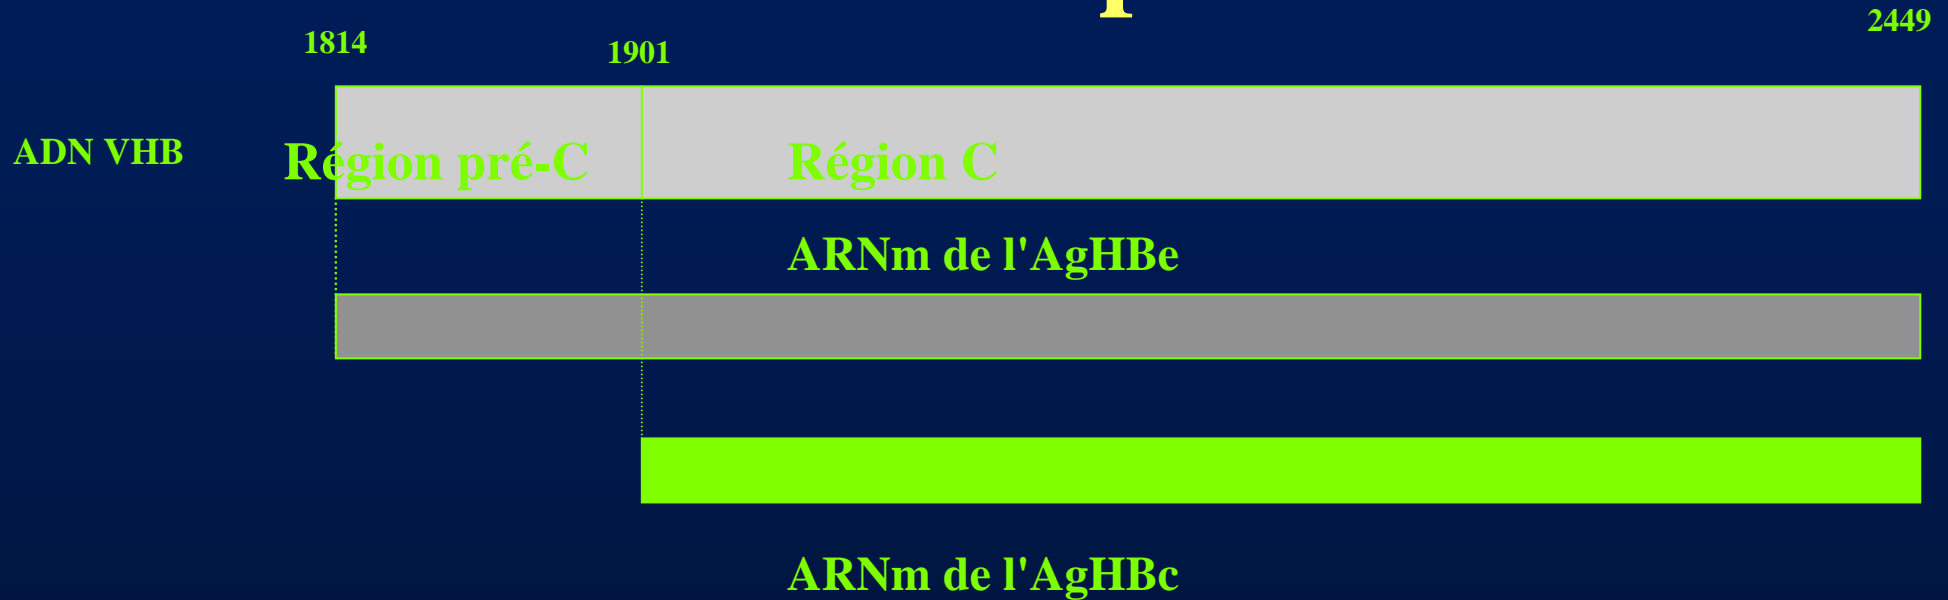 1814
1901
2449
ADN VHB
Région pré-C
Région C
ARNm de l'AgHBe
ARNm de l'AgHBc